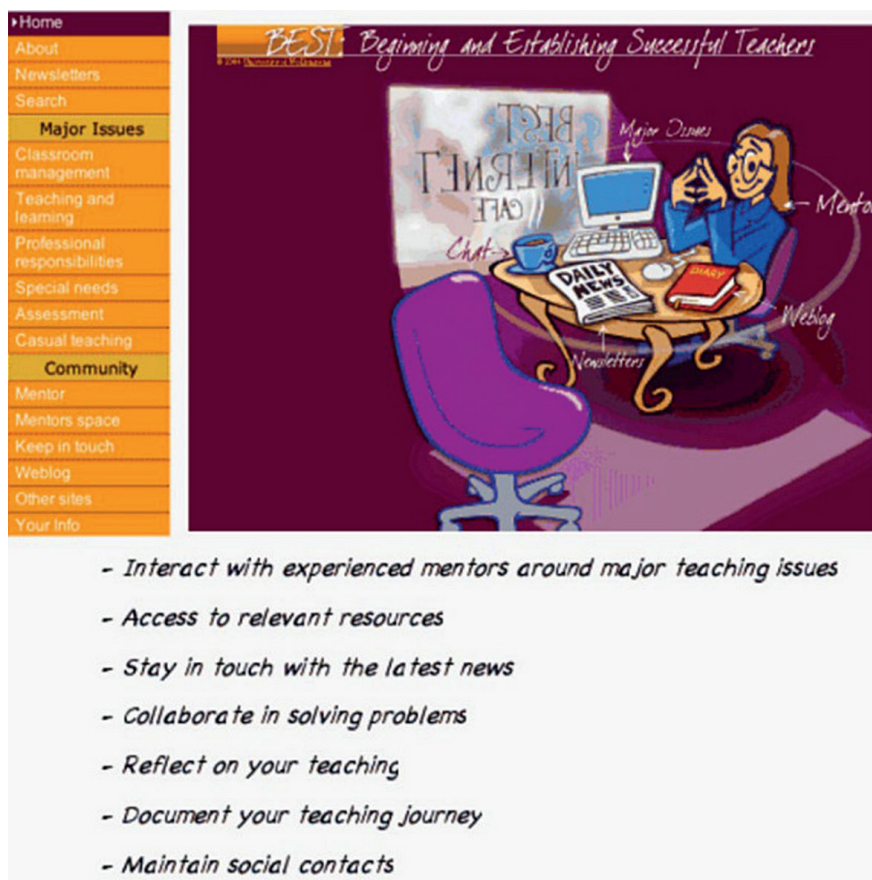 Home
About
Newsletters
Search
Major Issues
Classroom
management
Teaching and
learning
Professional
responsibilities
Special needs
Assessment
Casual teaching
Community
Mentor
Mentors space
Keep in touch
Weblog
Other sites
Your Info
BEST: Beginning and Establishing Successful Teachers
BEST
INTERNET
CAFE
Major Issues
Mentor
Chat
DAILY
NEWS
DIARY
Weblog
Newsletters
- Interact with experienced mentors around major teaching issues
- Access to relevant resources
- Stay in touch with the latest news
- Collaborate in solving problems
- Reflect on your teaching
- Document your teaching journey
- Maintain social contacts